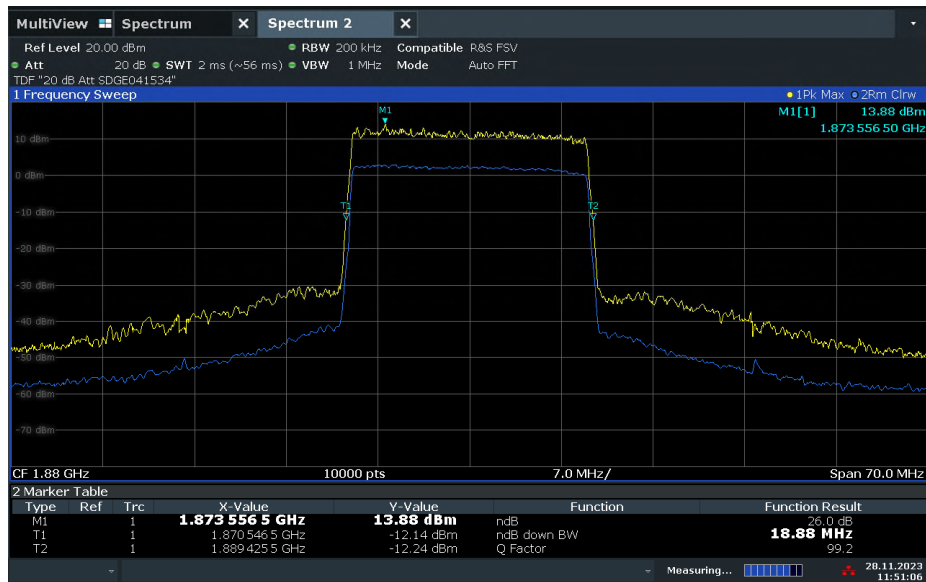 MultiView Spectrum X Spectrum 2 X
Ref Level 20.00 dBm RBW 200 kHz Compatible R&S FSV
Att 20 dB SWT 2 ms (~56 ms) VBW 1 MHz Mode Auto FFT
TDF "20 dB Att SDGE041534"
1 Frequency Sweep 1Pk Max 2Rm Clrw
M1[1] 13.88 dBm
1.873 556 50 GHz
M1
10 dBm
0 dBm
T1 T2
-10 dBm
-20 dBm
-30 dBm
-40 dBm
-50 dBm
-60 dBm
-70 dBm
CF 1.88 GHz 10000 pts 7.0 MHz/ Span 70.0 MHz
2 Marker Table
Type Ref Trc X-Value Y-Value Function Function Result
M1 1 1.873 556 5 GHz 13.88 dBm ndB 26.0 dB
T1 1 1.870 546 5 GHz -12.14 dBm ndB down BW 18.88 MHz
T2 1 1.889 425 5 GHz -12.24 dBm Q Factor 99.2
Measuring... 28.11.2023
11:51:06